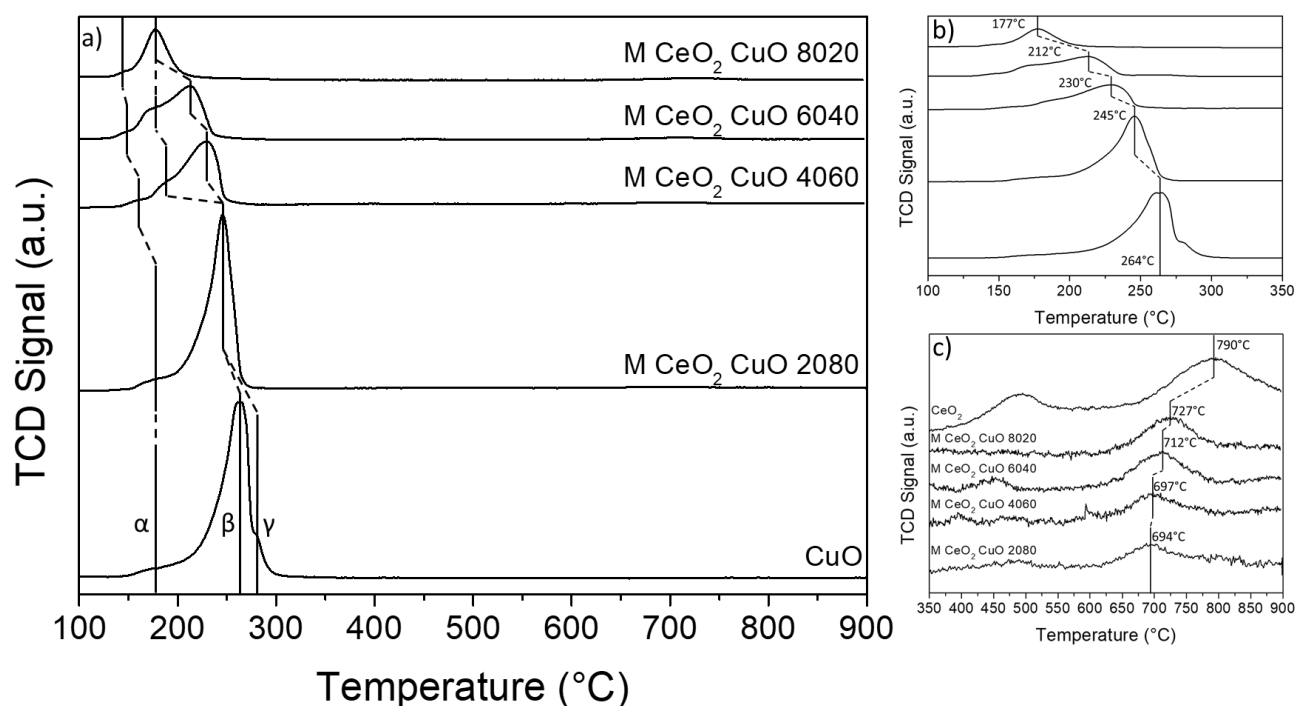 a)
M CeO₂ CuO 8020
M CeO₂ CuO 6040
M CeO₂ CuO 4060
M CeO₂ CuO 2080
CuO
α
β
γ
TCD Signal (a.u.)
100 200 300 400 500 600 700 800 900
Temperature (°C)
b)
177°C
212°C
230°C
245°C
264°C
TCD Signal (a.u.)
100 150 200 250 300 350
Temperature (°C)
c)
790°C
CeO₂
727°C
M CeO₂ CuO 8020
712°C
M CeO₂ CuO 6040
697°C
M CeO₂ CuO 4060
694°C
M CeO₂ CuO 2080
TCD Signal (a.u.)
350 400 450 500 550 600 650 700 750 800 850 900
Temperature (°C)